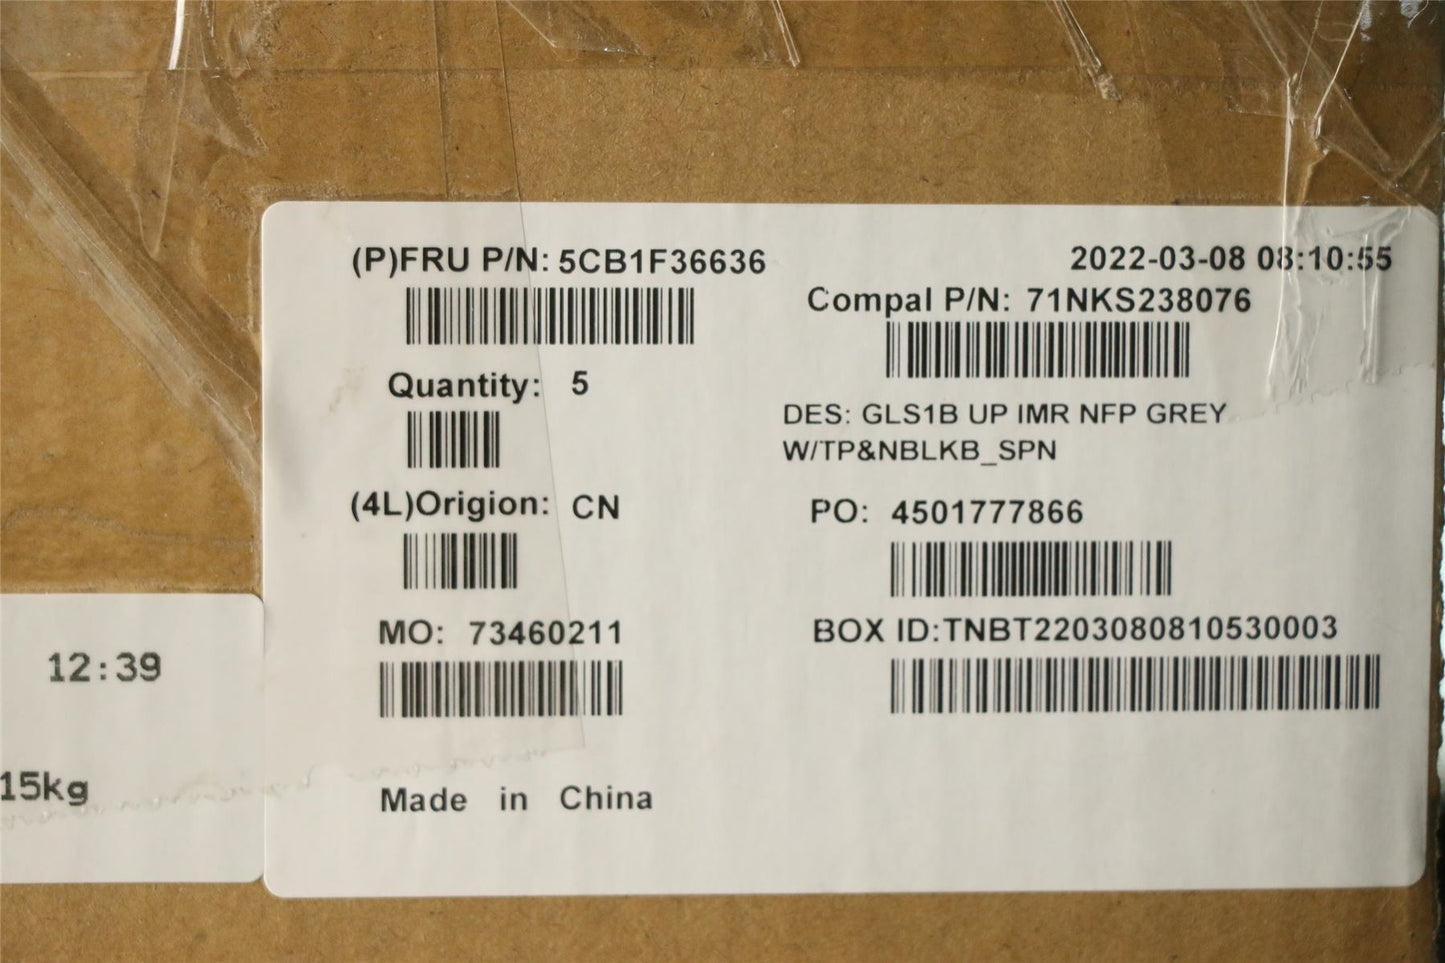 (P)FRU P/N: 5CB1F36636
2022-03-08 08:10:55
Compal P/N: 71NKS238076
Quantity: 5
DES: GLS1B UP IMR NFP GREY
W/TP&NBLKB_SPN
(4L)Origion: CN
PO: 4501777866
MO: 73460211
BOX ID:TNBT2203080810530003
Made in China
12:39
15kg